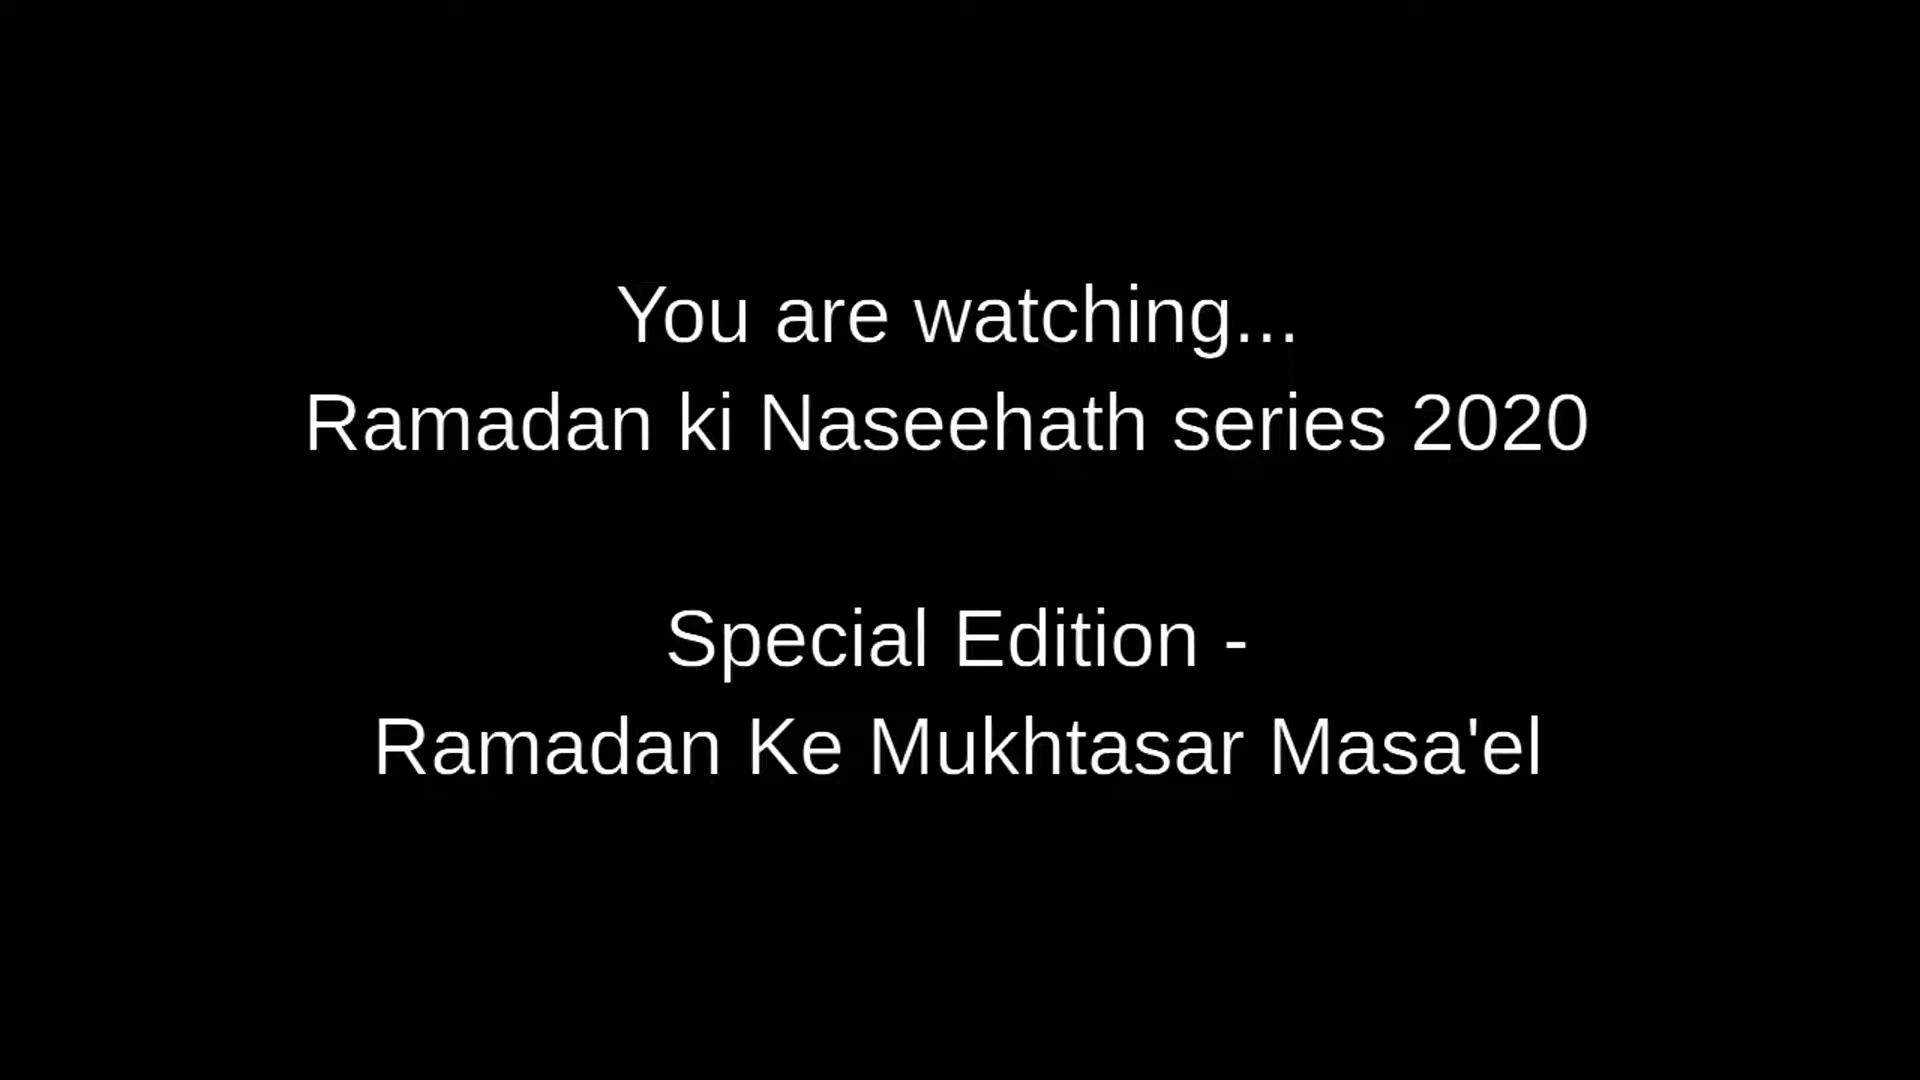 You are watching...
Ramadan ki Naseehath series 2020
Special Edition -
Ramadan Ke Mukhtasar Masa'el